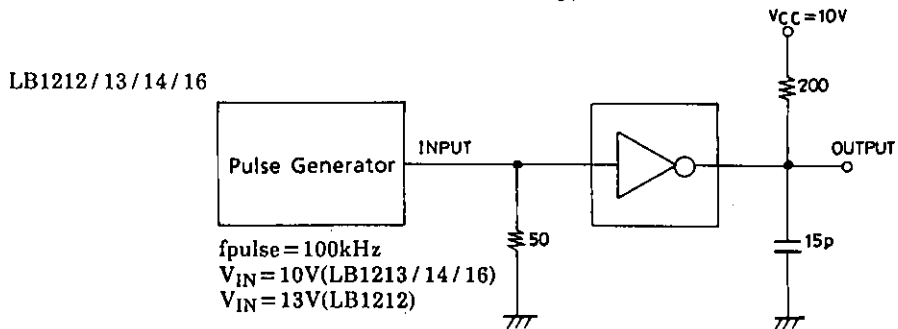 VCC=10V
LB1212/13/14/16
200
Pulse Generator
INPUT
OUTPUT
50
15p
fpulse=100kHz
VIN=10V(LB1213/14/16)
VIN=13V(LB1212)